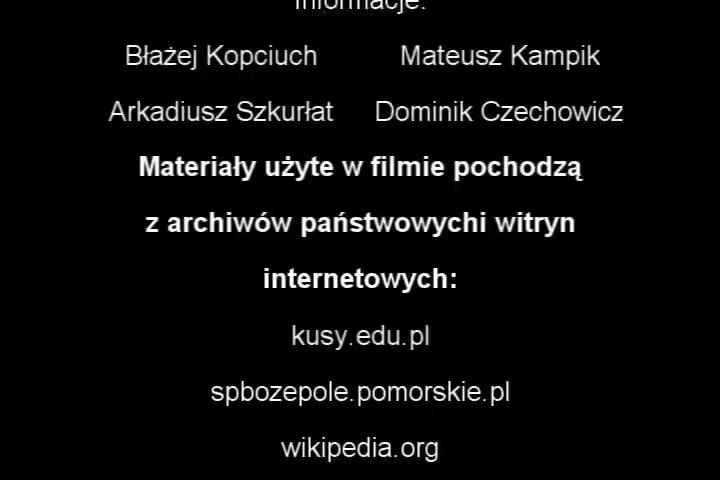 Informacje:
Błażej Kopciuch Mateusz Kampik
Arkadiusz Szkurłat Dominik Czechowicz
Materiały użyte w filmie pochodzą
z archiwów państwowychi witryn
internetowych:
kusy.edu.pl
spbozepole.pomorskie.pl
wikipedia.org